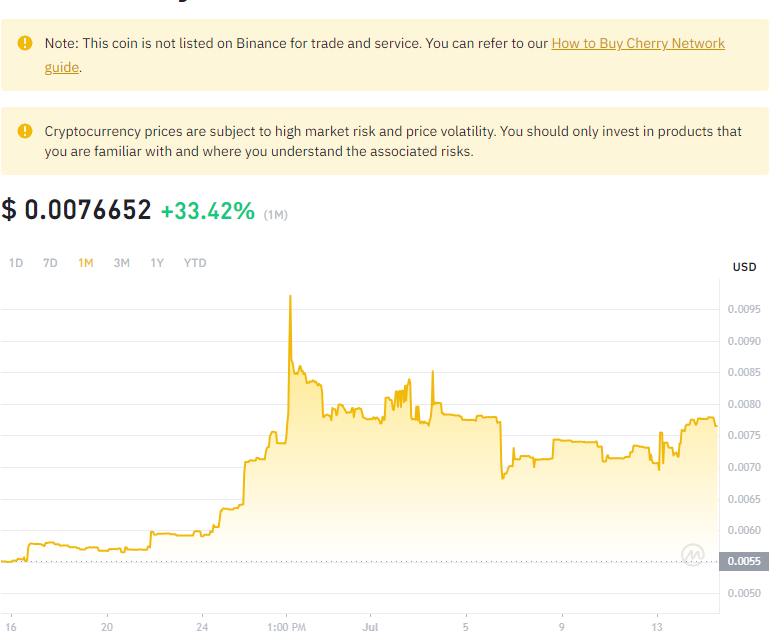 Note: This coin is not listed on Binance for trade and service. You can refer to our How to Buy Cherry Network
guide.
Cryptocurrency prices are subject to high market risk and price volatility. You should only invest in products that
you are familiar with and where you understand the associated risks.
$ 0.0076652 +33.42% (1M)
1D 7D 1M 3M 1Y YTD
USD
0.0095
0.0090
0.0085
0.0080
0.0075
0.0070
0.0065
0.0060
0.0055
0.0050
16 20 24 1:00 PM Jul 5 9 13